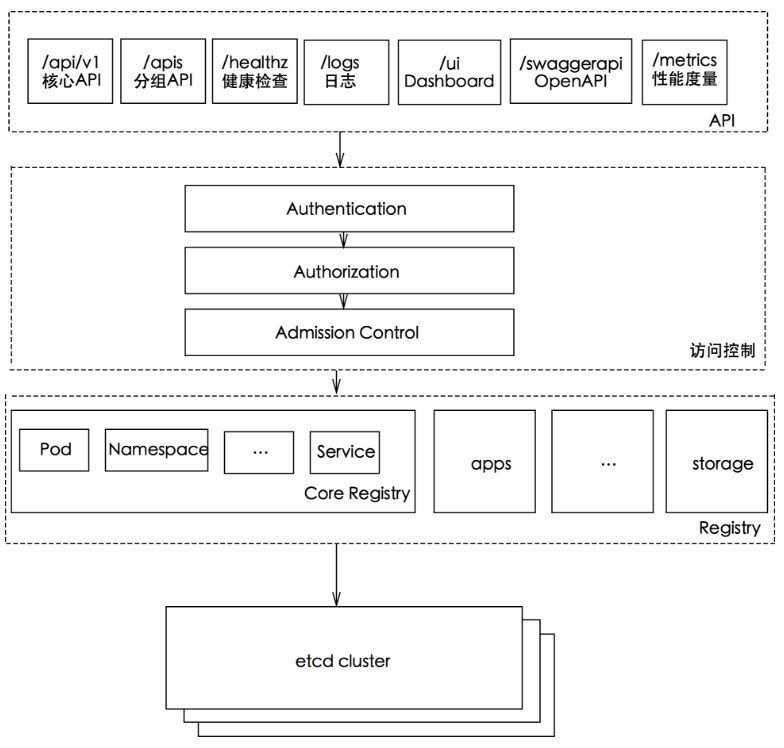 /api/v1
核心API
/apis
分组API
/healthz
健康检查
/logs
日志
/ui
Dashboard
/swaggerapi
OpenAPI
/metrics
性能度量
API
Authentication
Authorization
Admission Control
访问控制
Pod
Namespace
...
Service
Core Registry
apps
...
storage
Registry
etcd cluster